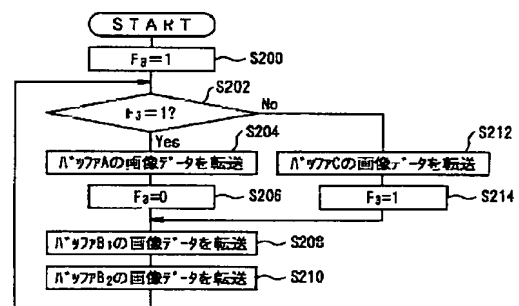 START
F3=1 S200
S202
F3=1? No
Yes S204 S212
バッファAの画像データを転送 バッファCの画像データを転送
F3=0 S206 F3=1 S214
バッファB1の画像データを転送 S208
バッファB2の画像データを転送 S210